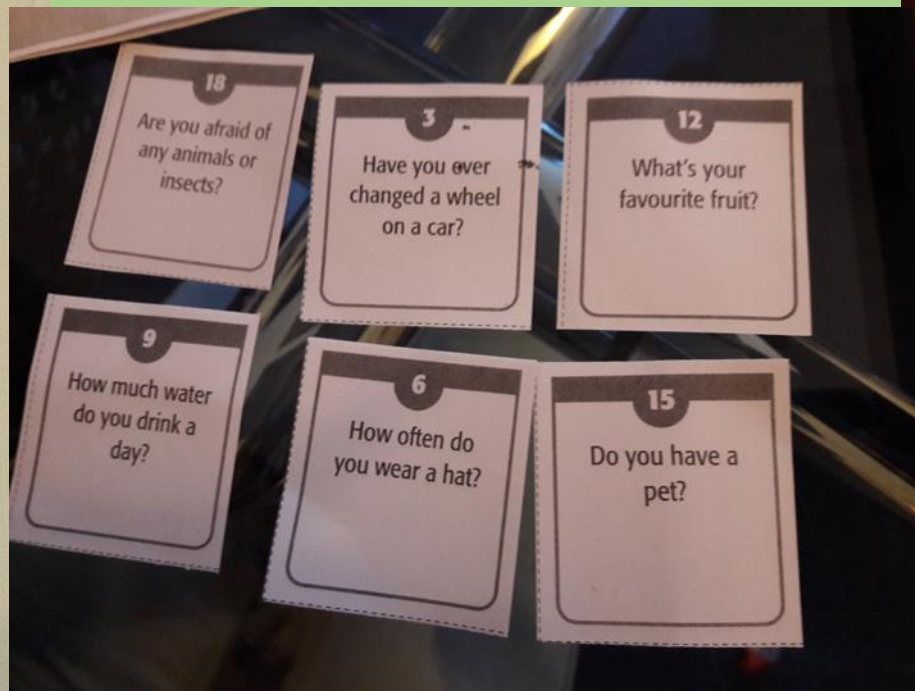 18
Are you afraid of
any animals or
insects?
3
Have you ever
changed a wheel
on a car?
12
What's your
favourite fruit?
9
How much water
do you drink a
day?
6
How often do
you wear a hat?
15
Do you have a
pet?